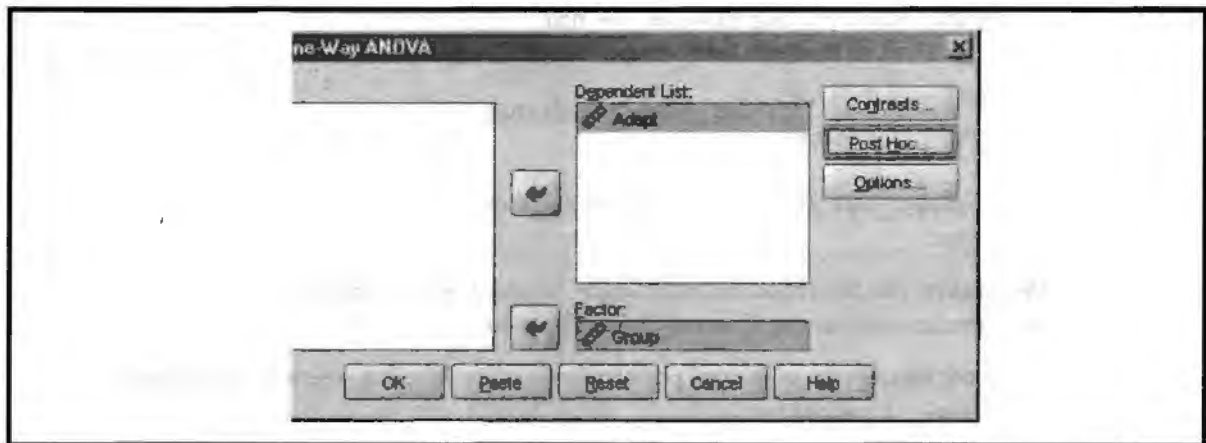 ne-Way ANOVA
Dependent List:
Adapt
Contrasts...
Post Hoc...
Options...
Factor:
Group
OK
Paste
Reset
Cancel
Help